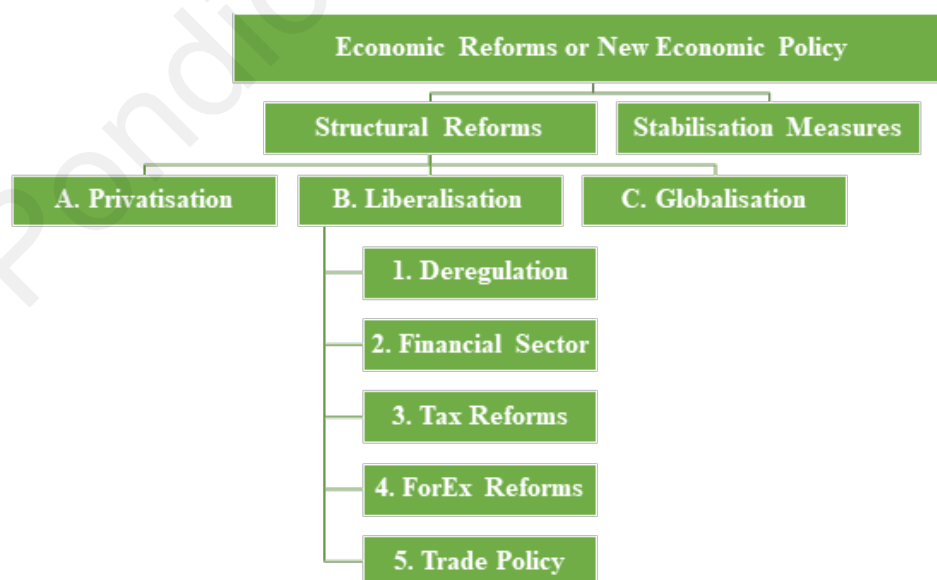 Economic Reforms or New Economic Policy
Structural Reforms
Stabilisation Measures
A. Privatisation
B. Liberalisation
C. Globalisation
1. Deregulation
2. Financial Sector
3. Tax Reforms
4. ForEx Reforms
5. Trade Policy
Pondic